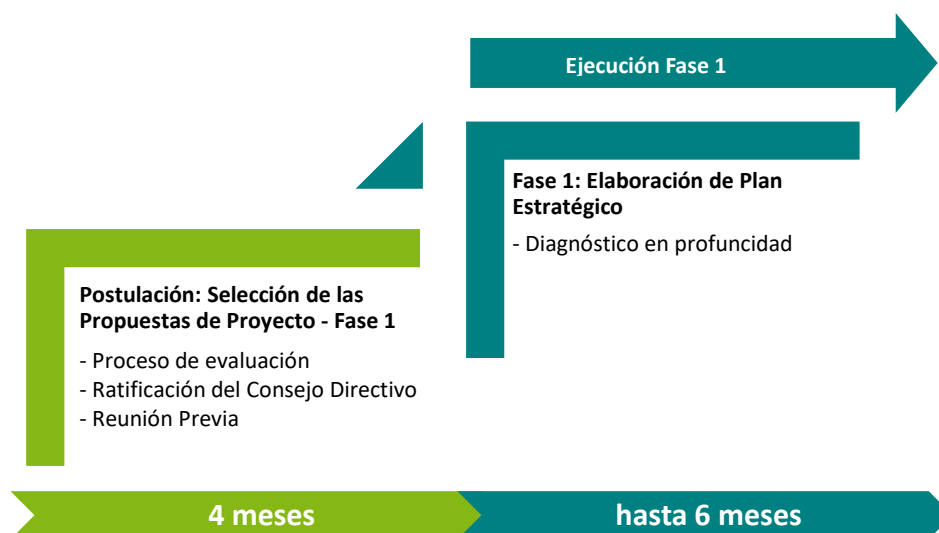 Ejecución Fase 1
Fase 1: Elaboración de Plan
Estratégico
- Diagnóstico en profuncidad
Postulación: Selección de las
Propuestas de Proyecto - Fase 1
- Proceso de evaluación
- Ratificación del Consejo Directivo
- Reunión Previa
4 meses
hasta 6 meses